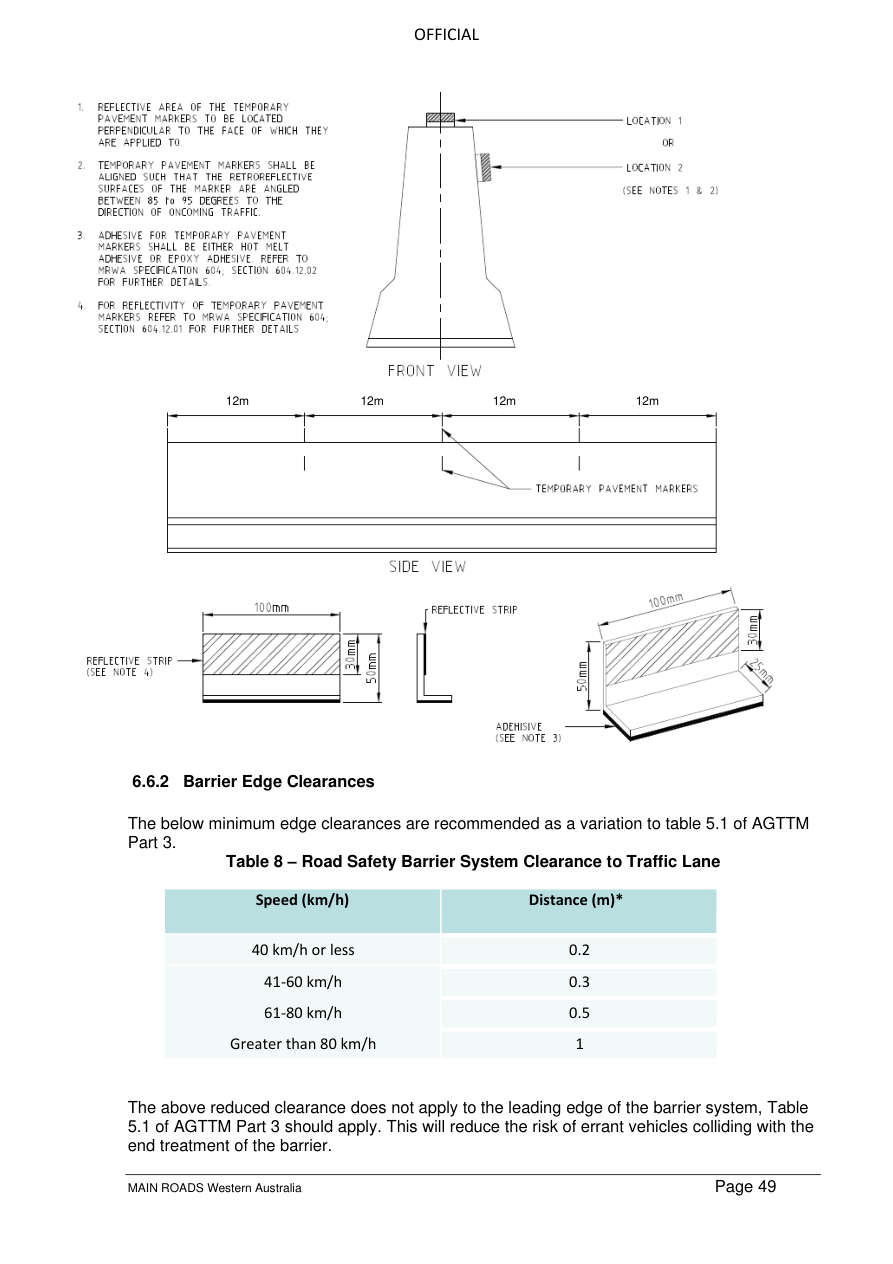 OFFICIAL
1. REFLECTIVE AREA OF THE TEMPORARY
PAVEMENT MARKERS TO BE LOCATED
PERPENDICULAR TO THE FACE OF WHICH THEY
ARE APPLIED TO.
2. TEMPORARY PAVEMENT MARKERS SHALL BE
ALIGNED SUCH THAT THE RETROREFLECTIVE
SURFACES OF THE MARKER ARE ANGLED
BETWEEN 85 to 95 DEGREES TO THE
DIRECTION OF ONCOMING TRAFFIC.
3. ADHESIVE FOR TEMPORARY PAVEMENT
MARKERS SHALL BE EITHER HOT MELT
ADHESIVE OR EPOXY ADHESIVE. REFER TO
MRWA SPECIFICATION 604; SECTION 604.12.02
FOR FURTHER DETAILS.
4. FOR REFLECTIVITY OF TEMPORARY PAVEMENT
MARKERS REFER TO MRWA SPECIFICATION 604;
SECTION 604.12.01 FOR FURTHER DETAILS
LOCATION 1
OR
LOCATION 2
(SEE NOTES 1 & 2)
FRONT VIEW
12m 12m 12m 12m
TEMPORARY PAVEMENT MARKERS
SIDE VIEW
100mm
REFLECTIVE STRIP
(SEE NOTE 4)
30mm
50mm
REFLECTIVE STRIP
100mm
30mm
50mm
25mm
ADEHISIVE
(SEE NOTE 3)
6.6.2 Barrier Edge Clearances
The below minimum edge clearances are recommended as a variation to table 5.1 of AGTTM
Part 3.
Table 8 – Road Safety Barrier System Clearance to Traffic Lane
Speed (km/h) Distance (m)*
40 km/h or less 0.2
41-60 km/h 0.3
61-80 km/h 0.5
Greater than 80 km/h 1
The above reduced clearance does not apply to the leading edge of the barrier system, Table
5.1 of AGTTM Part 3 should apply. This will reduce the risk of errant vehicles colliding with the
end treatment of the barrier.
MAIN ROADS Western Australia Page 49